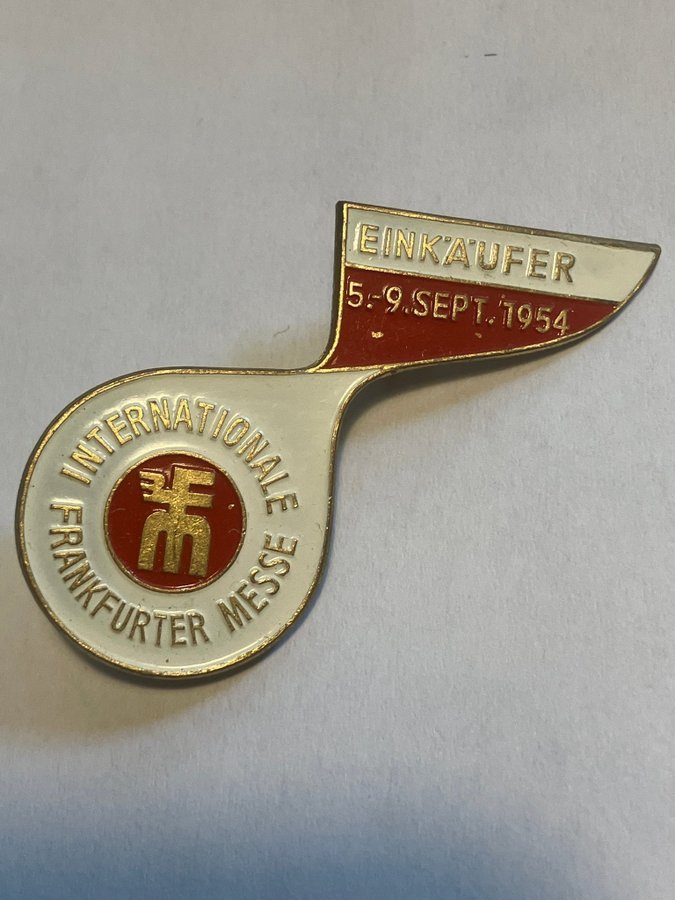 EINKÄUFER
5.-9. SEPT. 1954
INTERNATIONALE
FRANKFURTER MESSE